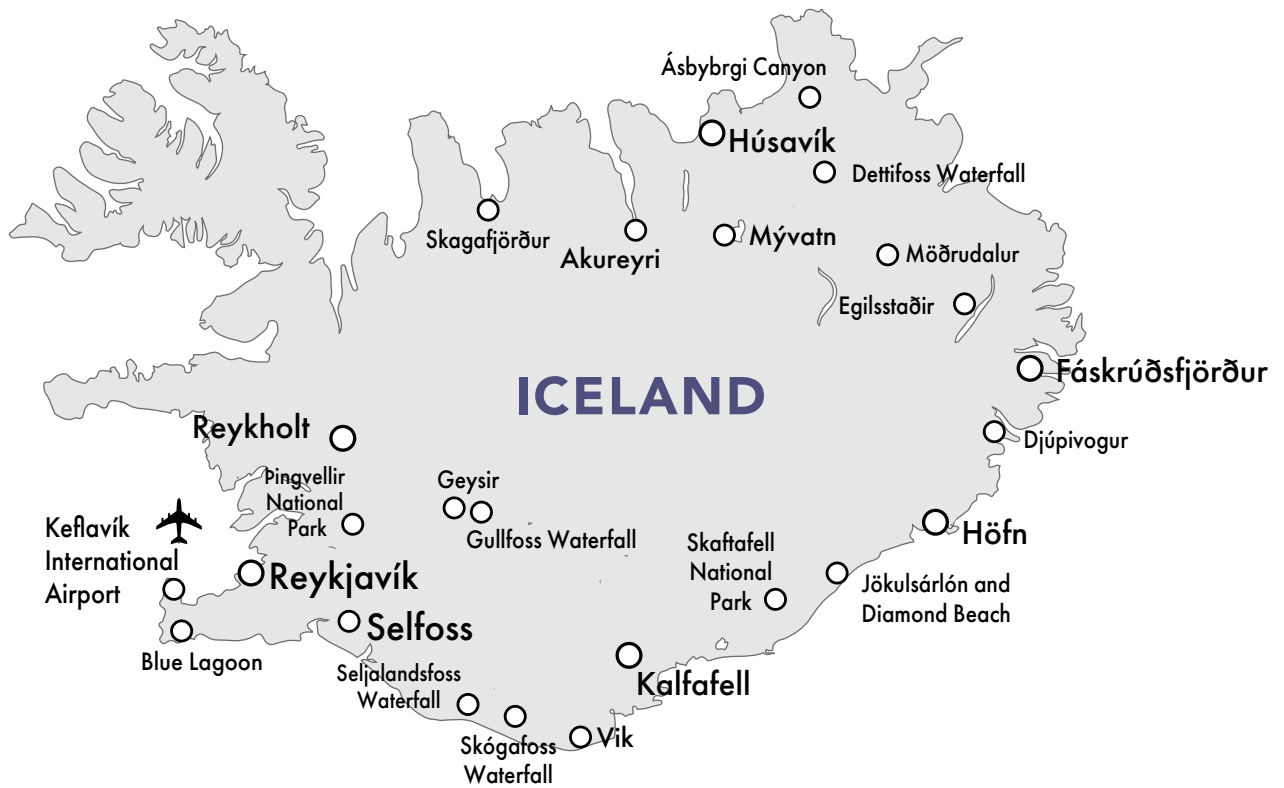 Ásbybrgi Canyon
Húsavík
Dettifoss Waterfall
Skagafjörður
Akureyri
Mývatn
Möðrudalur
Egilsstaðir
ICELAND
Fáskrúðsfjörður
Reykholt
Djúpivogur
Þingvellir
National
Park
Geysir
Gullfoss Waterfall
Keflavík
International
Airport
Skaftafell
National
Park
Höfn
Reykjavík
Jökulsárlón and
Diamond Beach
Selfoss
Blue Lagoon
Seljalandsfoss
Waterfall
Kalfafell
Skógafoss
Waterfall
Vik